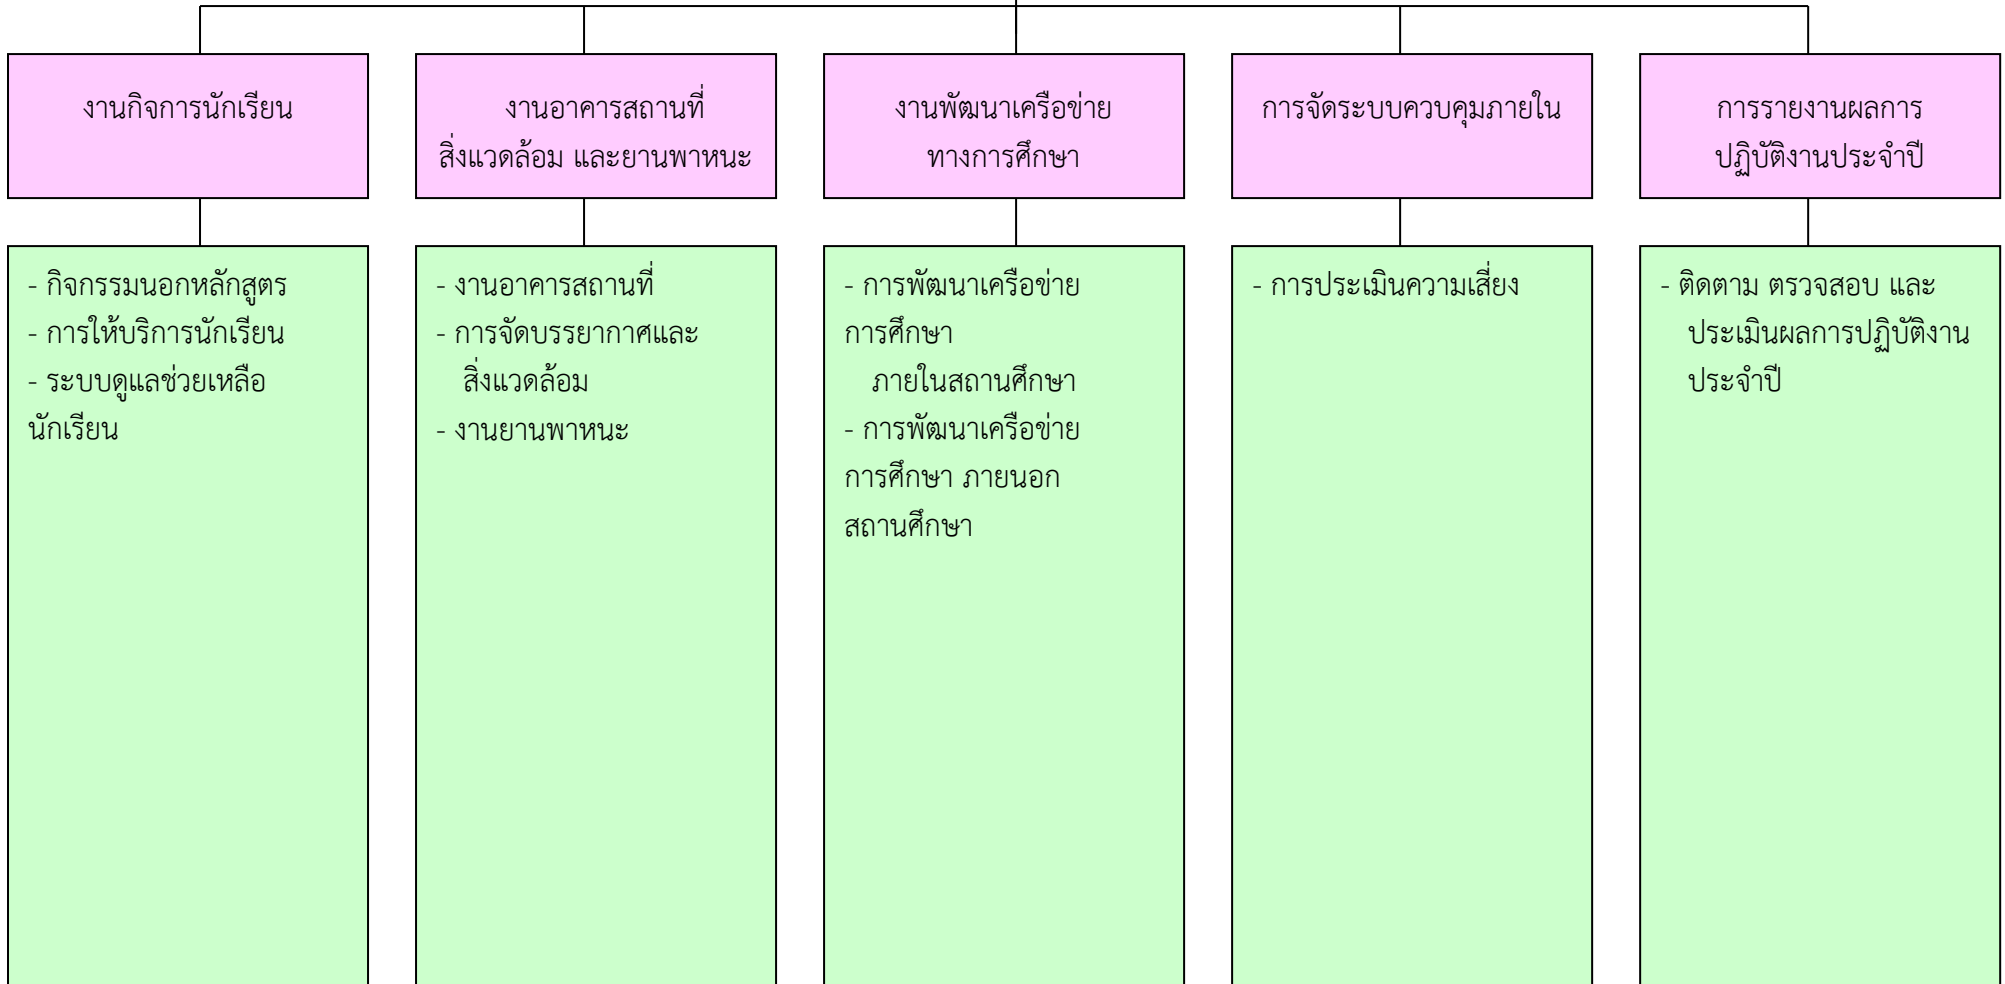 งานกิจการนักเรียน
งานอาคารสถานที่
สิ่งแวดล้อม และยานพาหนะ
งานพัฒนาเครือข่าย
ทางการศึกษา
การจัดระบบควบคุมภายใน
การรายงานผลการ
ปฏิบัติงานประจำปี
- กิจกรรมนอกหลักสูตร
- การให้บริการนักเรียน
- ระบบดูแลช่วยเหลือ
นักเรียน
- งานอาคารสถานที่
- การจัดบรรยากาศและ
สิ่งแวดล้อม
- งานยานพาหนะ
- การพัฒนาเครือข่าย
การศึกษา
ภายในสถานศึกษา
- การพัฒนาเครือข่าย
การศึกษา ภายนอก
สถานศึกษา
- การประเมินความเสี่ยง
- ติดตาม ตรวจสอบ และ
ประเมินผลการปฏิบัติงาน
ประจำปี